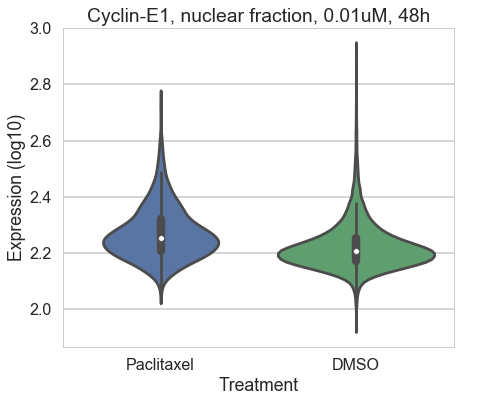 Cyclin-E1, nuclear fraction, 0.01uM, 48h
3.0
2.8
2.6
2.4
2.2
2.0
Expression (log10)
Paclitaxel DMSO
Treatment